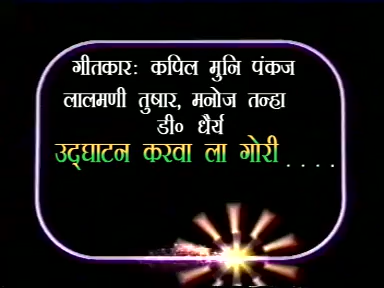 गीतकारः कपिल मुनि पंकज
लालमणी तुषार, मनोज तन्हा
डी० धैर्य
उद्घाटन करवा ला गोरी . . . .